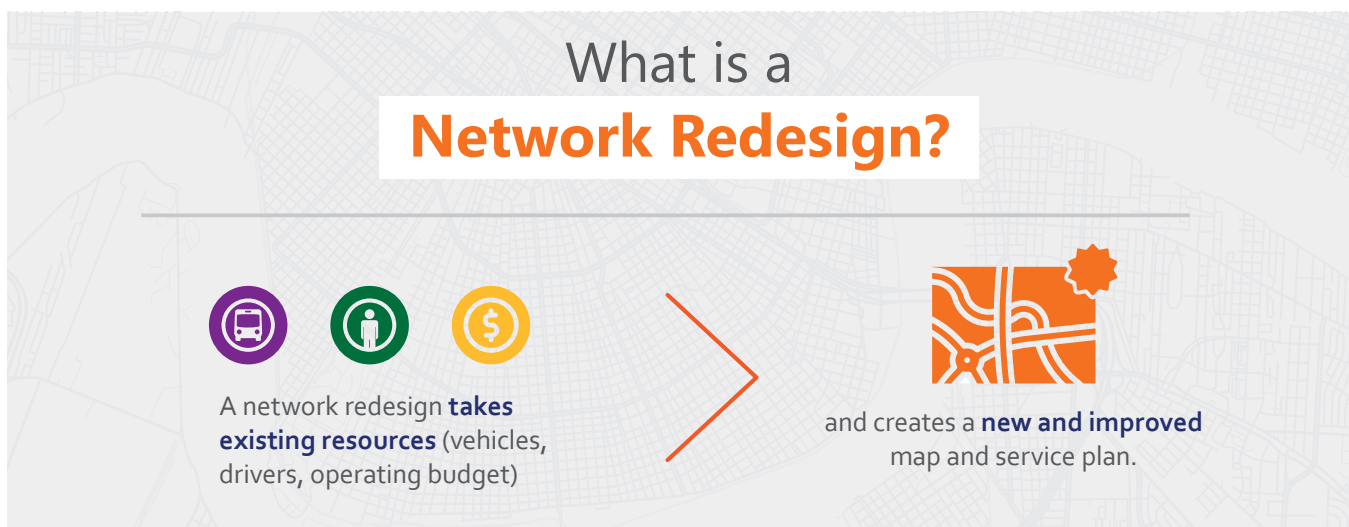 What is a
Network Redesign?
$
A network redesign takes
existing resources (vehicles,
drivers, operating budget)
and creates a new and improved
map and service plan.